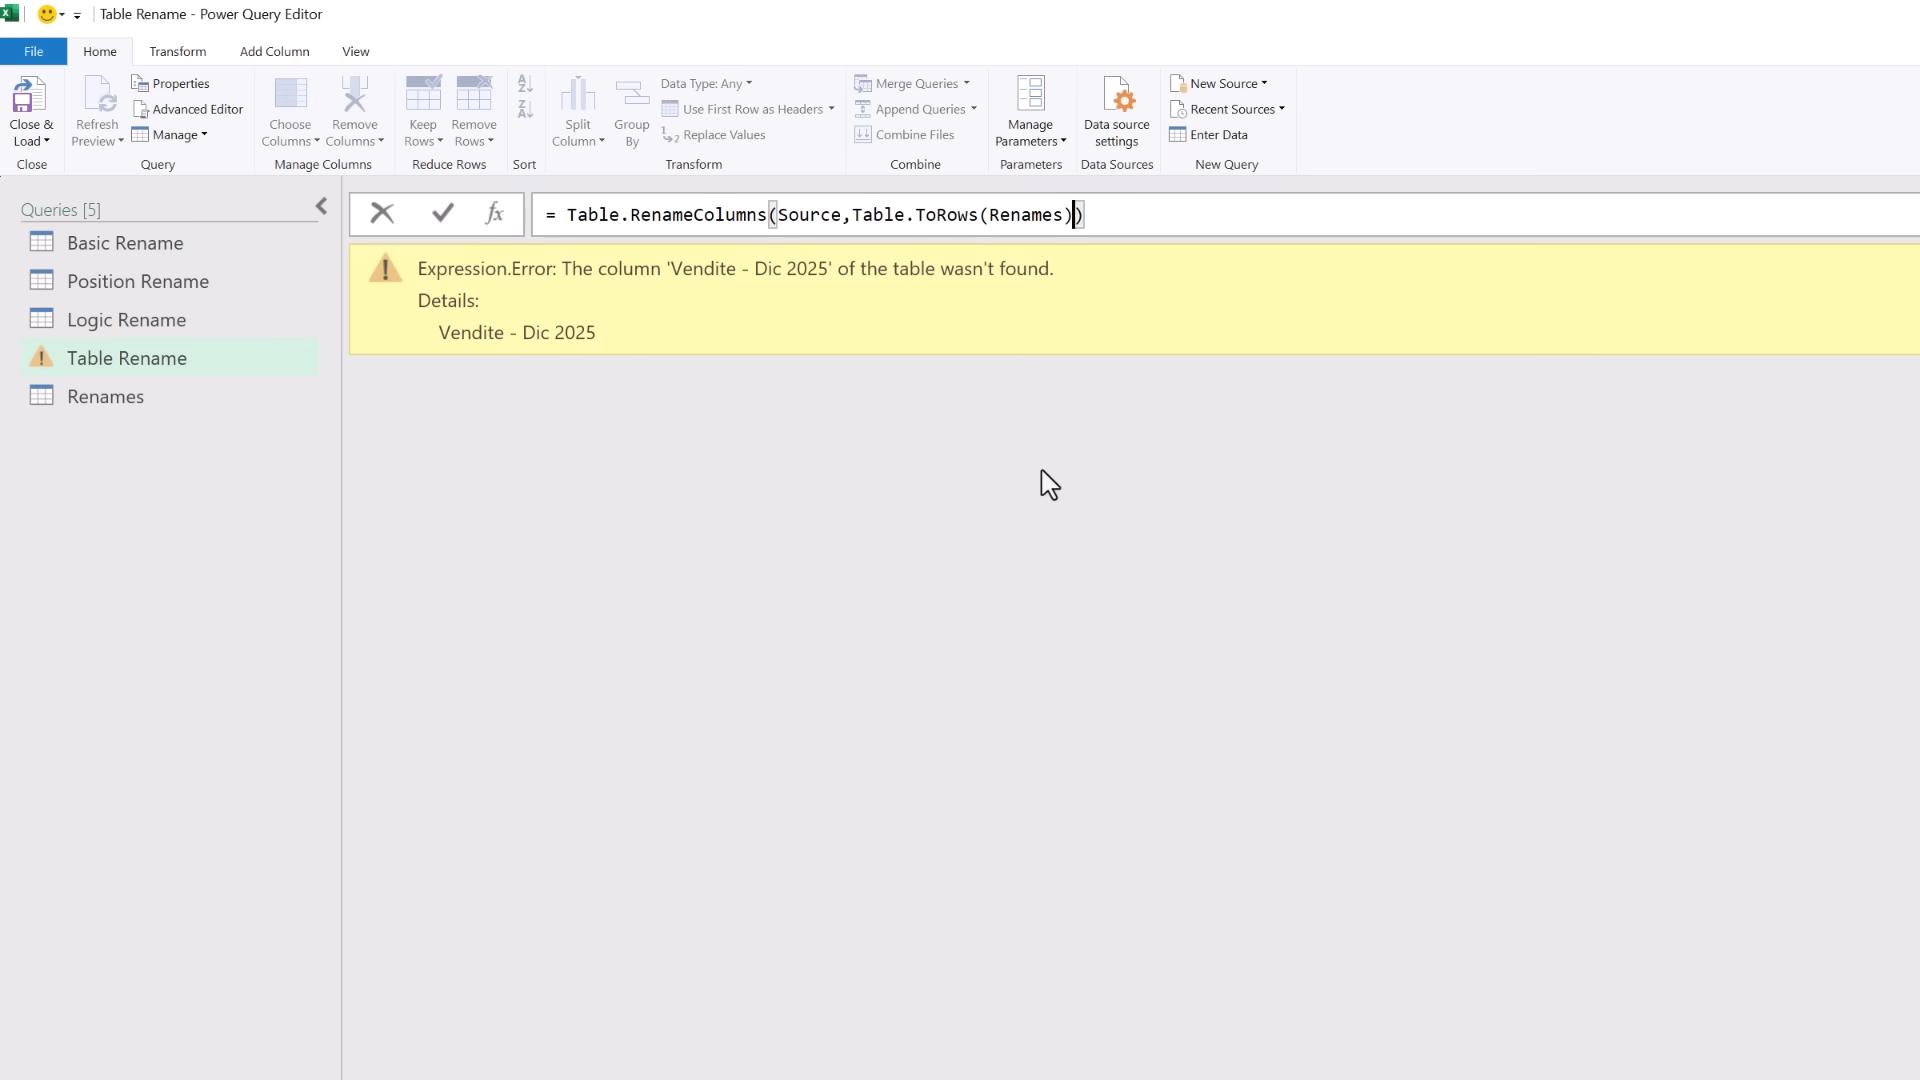 Table Rename - Power Query Editor
File Home Transform Add Column View
Close & Load
Close
Refresh Preview
Properties
Advanced Editor
Manage
Query
Choose Columns
Remove Columns
Manage Columns
Keep Rows
Remove Rows
Reduce Rows
Sort
Split Column
Group By
Data Type: Any
Use First Row as Headers
Replace Values
Transform
Merge Queries
Append Queries
Combine Files
Combine
Manage Parameters
Parameters
Data source settings
Data Sources
New Source
Recent Sources
Enter Data
New Query
Queries [5]
Basic Rename
Position Rename
Logic Rename
Table Rename
Renames
fx
= Table.RenameColumns(Source,Table.ToRows(Renames))
Expression.Error: The column 'Vendite - Dic 2025' of the table wasn't found.
Details:
Vendite - Dic 2025